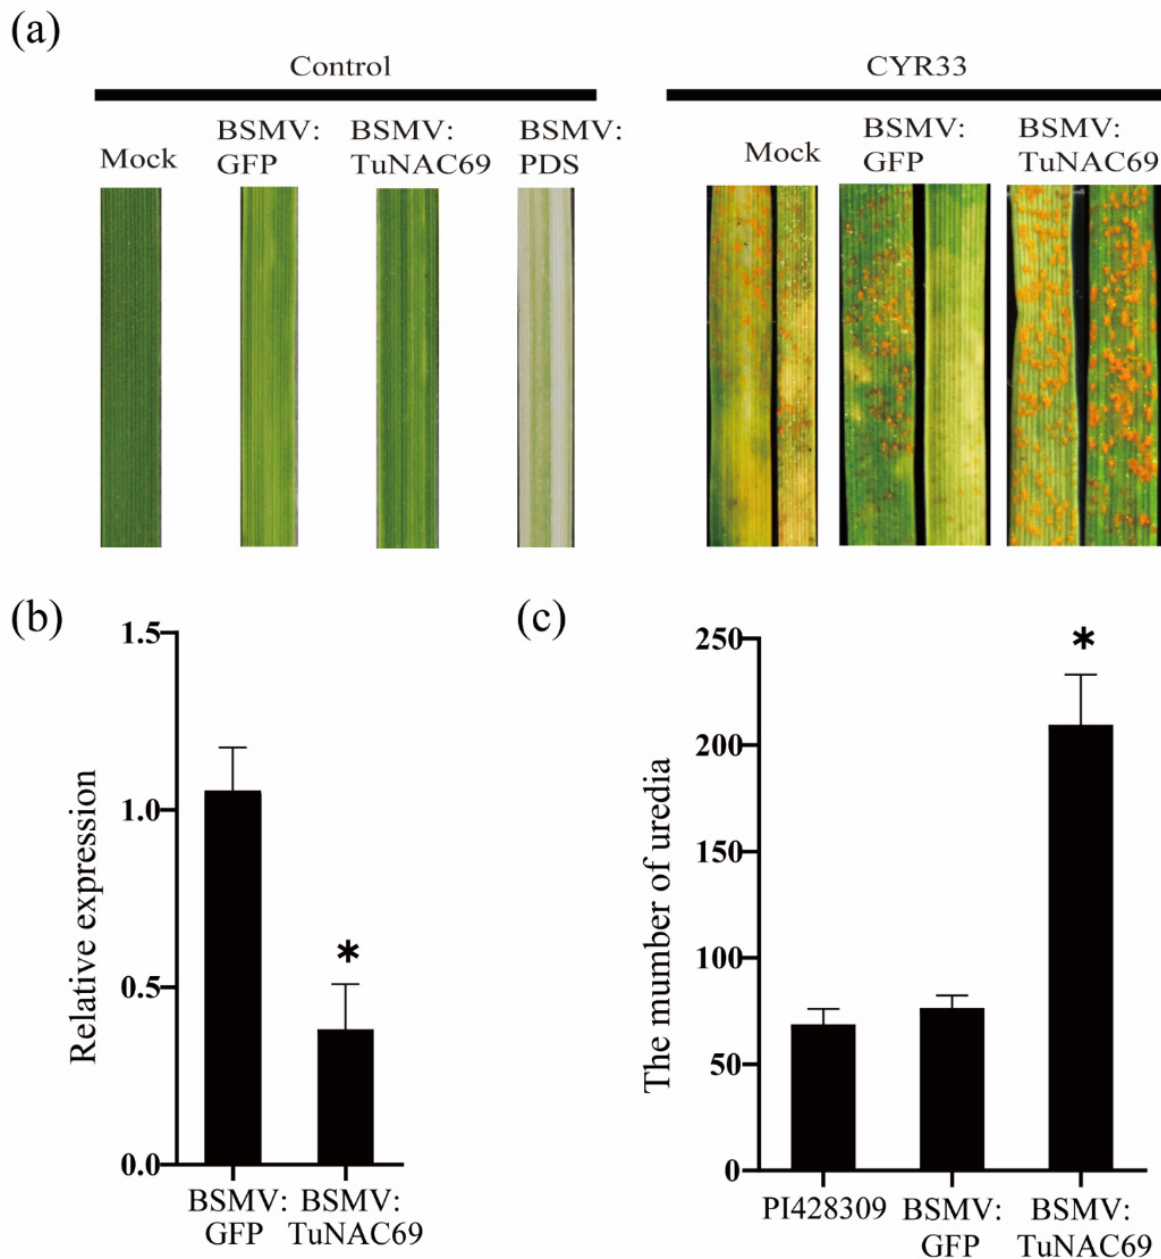 (a)
Control
CYR33
Mock
BSMV:
GFP
BSMV:
TuNAC69
BSMV:
PDS
Mock
BSMV:
GFP
BSMV:
TuNAC69
(b)
1.5
1.0
0.5
0.0
Relative expression
BSMV:
GFP
BSMV:
TuNAC69
*
(c)
250
200
150
100
50
0
The mumber of uredia
PI428309
BSMV:
GFP
BSMV:
TuNAC69
*